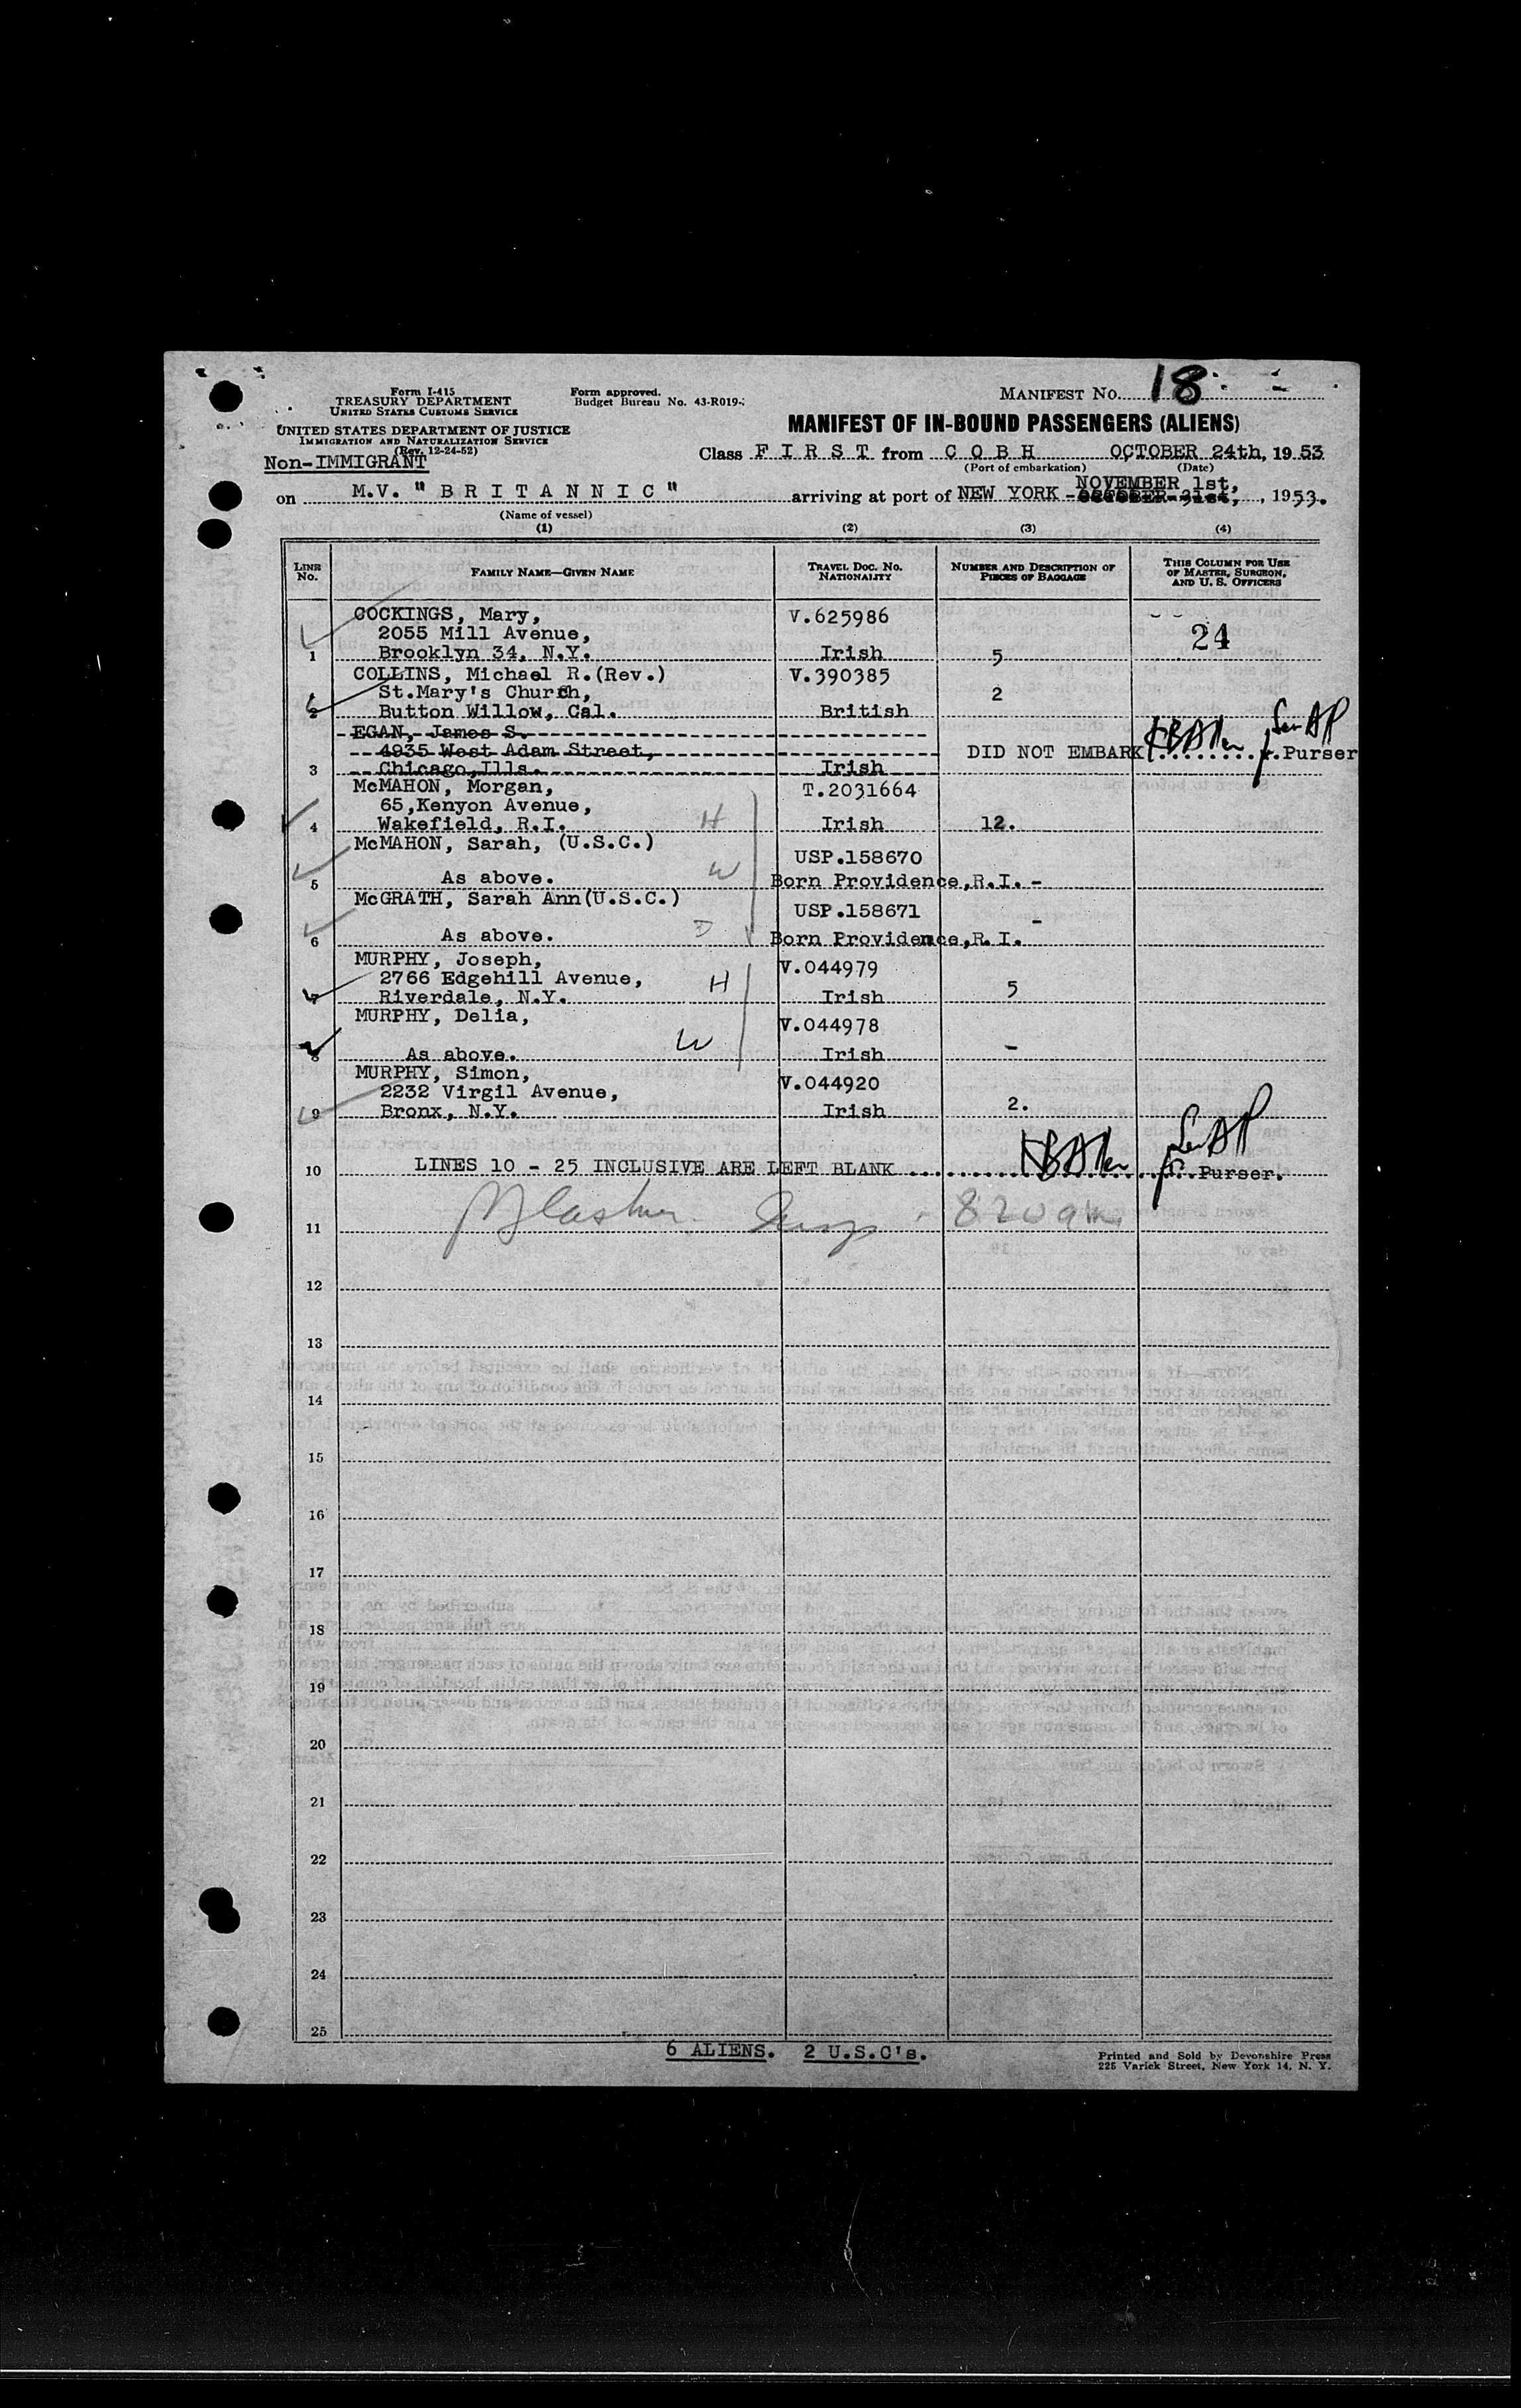 Form I-415
TREASURY DEPARTMENT
UNITED STATES CUSTOMS SERVICE
UNITED STATES DEPARTMENT OF JUSTICE
IMMIGRATION AND NATURALIZATION SERVICE
(Rev. 12-24-52)
Non-IMMIGRANT
Form approved.
Budget Bureau No. 43-R019-
MANIFEST No. 18
MANIFEST OF IN-BOUND PASSENGERS (ALIENS)
Class F I R S T from C O B H OCTOBER 24th, 1953
(Port of embarkation) (Date)
NOVEMBER 1st,
on M.V. " B R I T A N N I C " arriving at port of NEW YORK - OCTOBER 31st, , 1953.
(Name of vessel)
(1) (2) (3) (4)
LINE No. FAMILY NAME—GIVEN NAME TRAVEL DOC. NO. NATIONALITY NUMBER AND DESCRIPTION OF PIECES OF BAGGAGE THIS COLUMN FOR USE OF MASTER, SURGEON, AND U. S. OFFICERS
COCKINGS, Mary, V.625986
2055 Mill Avenue, 24
1 Brooklyn 34, N.Y. Irish 5
COLLINS, Michael R.(Rev.) V.390385
St.Mary's Church, 2
2 Button Willow, Cal. British
EGAN, James S.
4935 West Adam Street, DID NOT EMBARK ......... Purser
3 Chicago,Ills. Irish
McMAHON, Morgan, T.2031664
65,Kenyon Avenue,
4 Wakefield, R.I. H Irish 12.
McMAHON, Sarah, (U.S.C.)
USP.158670
5 As above. W Born Providence,R.I. -
McGRATH, Sarah Ann(U.S.C.)
USP.158671 -
6 As above. D Born Providence,R.I.
MURPHY, Joseph, V.044979
2766 Edgehill Avenue, H 5
7 Riverdale, N.Y. Irish
MURPHY, Delia, V.044978
8 As above. W Irish -
MURPHY, Simon, V.044920
2232 Virgil Avenue,
9 Bronx, N.Y. Irish 2.
10 LINES 10 - 25 INCLUSIVE ARE LEFT BLANK .......... Purser.
11 820 am
12
13
14
15
16
17
18
19
20
21
22
23
24
25
6 ALIENS. 2 U.S.C's.
Printed and Sold by Devonshire Press
225 Varick Street, New York 14, N. Y.